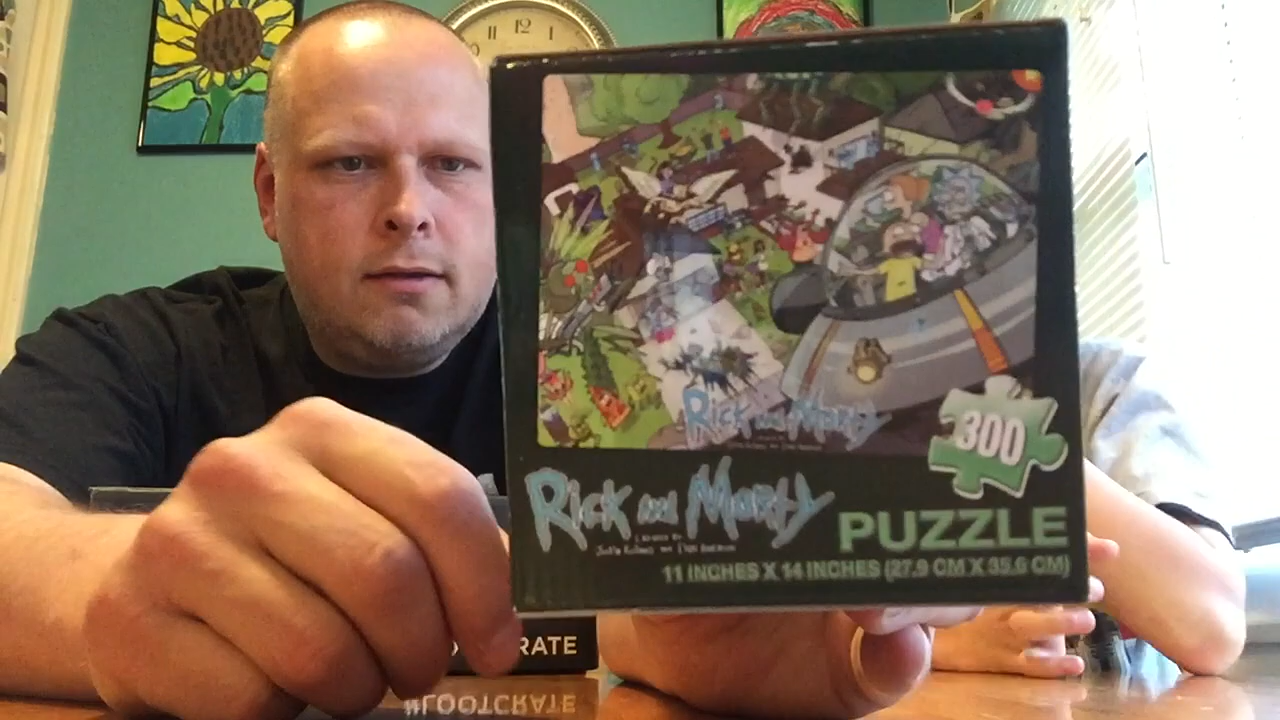 12
Rick and Morty
300
Rick and Morty
PUZZLE
11 INCHES X 14 INCHES (27.9 CM X 35.6 CM)
RATE
#LOOTCRATE